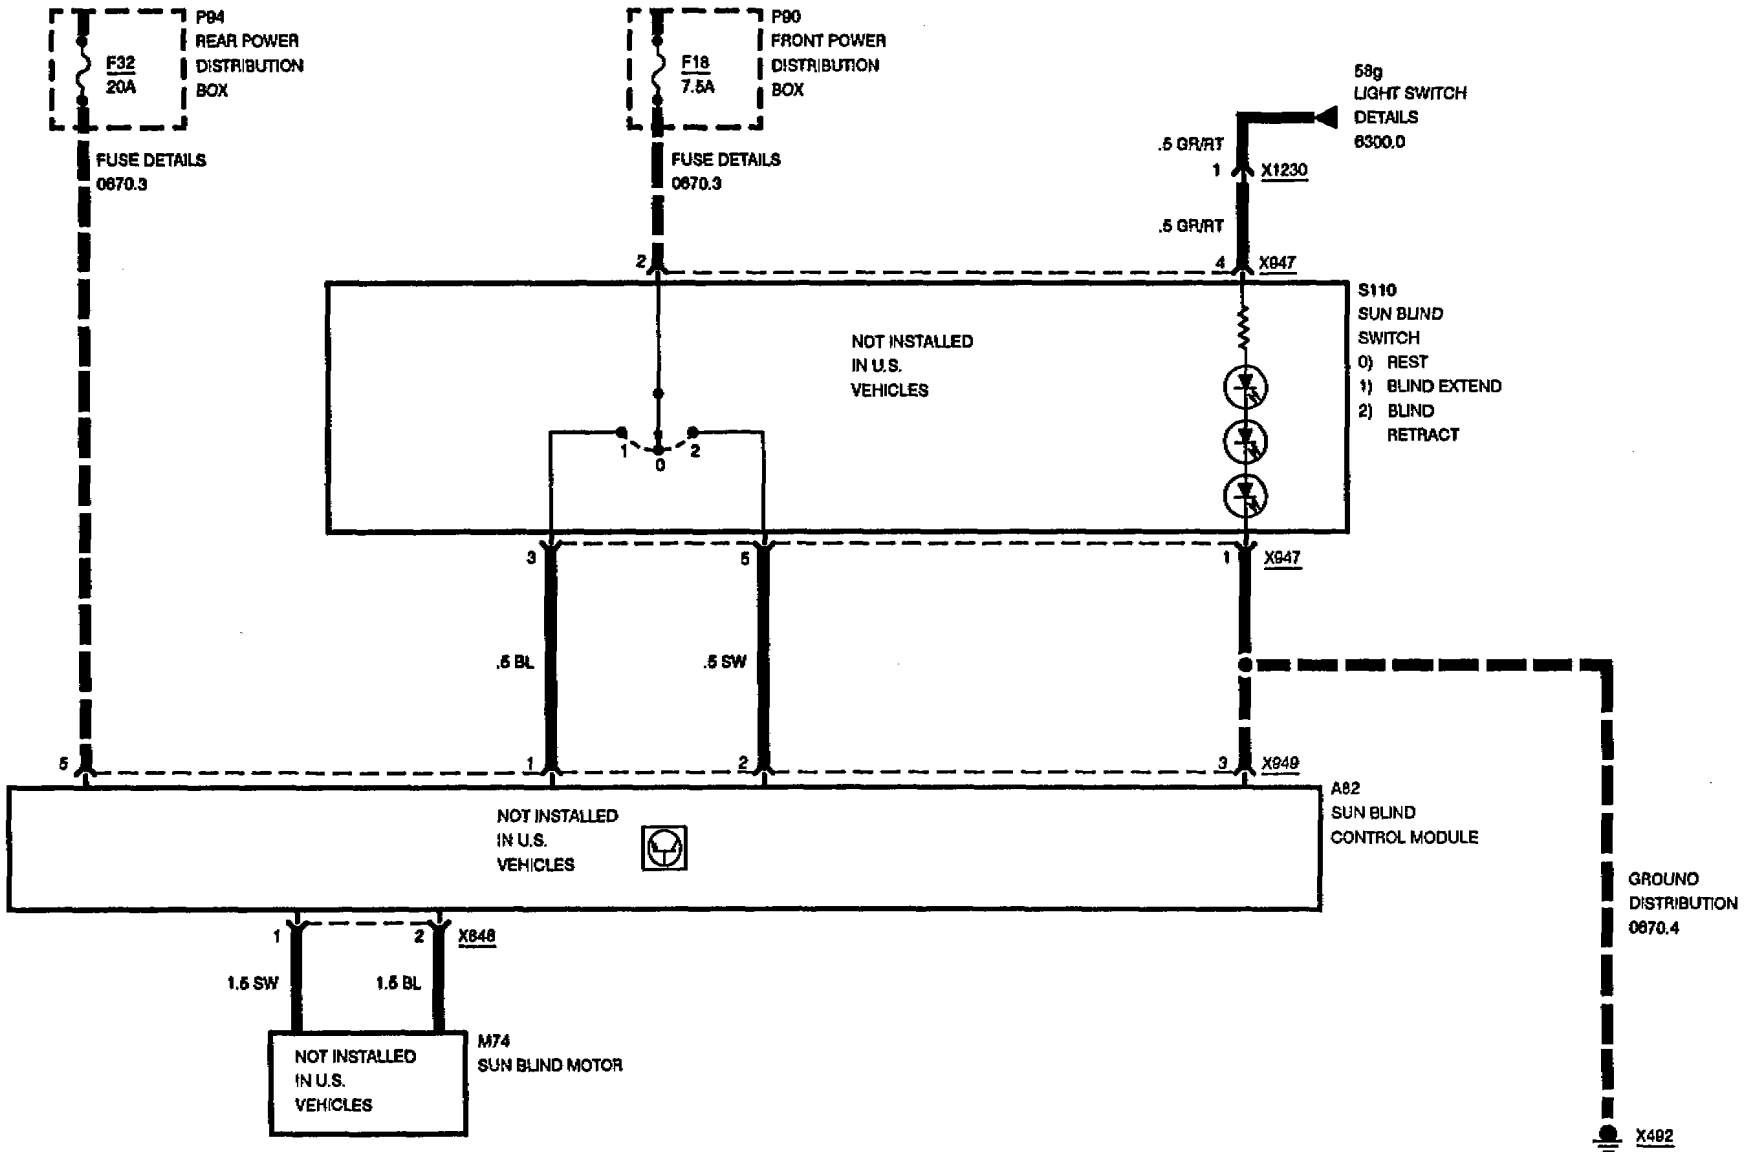 P94
REAR POWER
DISTRIBUTION
BOX
F32
20A
FUSE DETAILS
0670.3
P90
FRONT POWER
DISTRIBUTION
BOX
F18
7.5A
FUSE DETAILS
0670.3
58g
LIGHT SWITCH
DETAILS
6300.0
.5 GR/RT
1
X1230
.5 GR/RT
2
4
X947
S110
SUN BLIND
SWITCH
0) REST
1) BLIND EXTEND
2) BLIND
RETRACT
NOT INSTALLED
IN U.S.
VEHICLES
1
0
2
3
5
1
X947
.5 BL
.5 SW
5
1
2
3
X949
A82
SUN BLIND
CONTROL MODULE
NOT INSTALLED
IN U.S.
VEHICLES
GROUND
DISTRIBUTION
0670.4
1
2
X648
1.5 SW
1.5 BL
M74
SUN BLIND MOTOR
NOT INSTALLED
IN U.S.
VEHICLES
X492